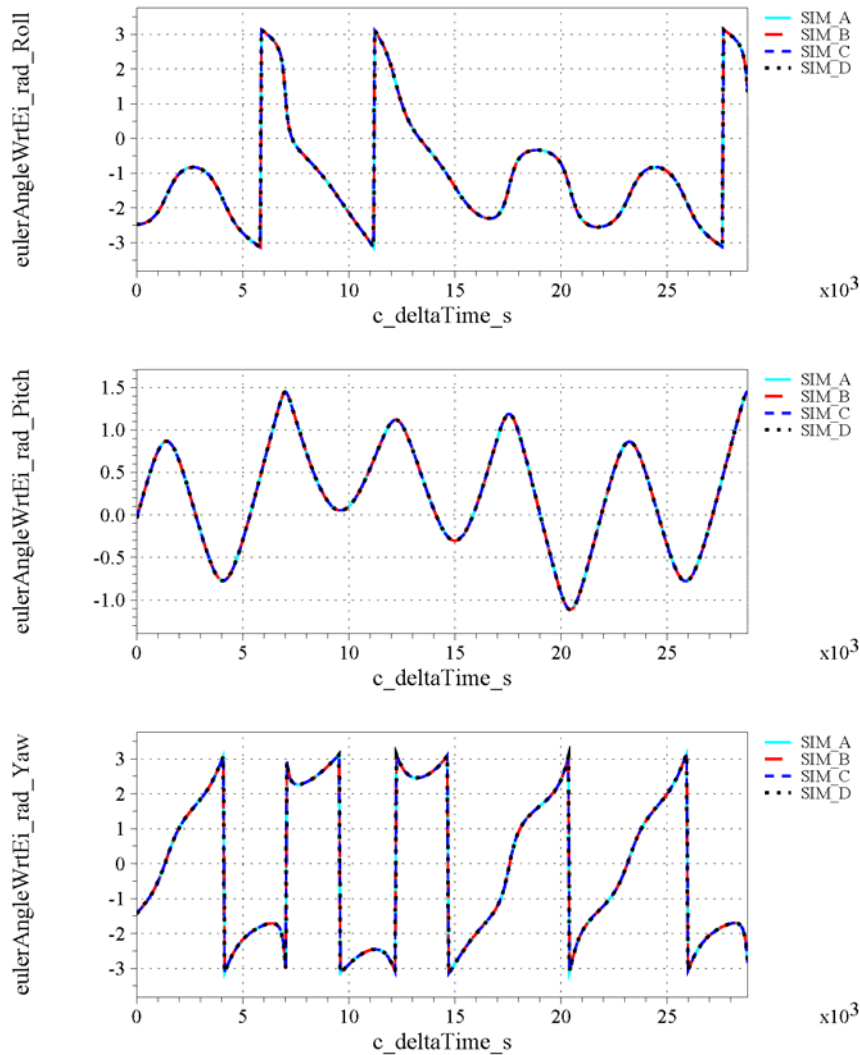 eulerAngleWrtEi_rad_Roll
3
2
1
0
-1
-2
-3
0 5 10 15 20 25 x10³
c_deltaTime_s
SIM_A
SIM_B
SIM_C
SIM_D
eulerAngleWrtEi_rad_Pitch
1.5
1.0
0.5
0.0
-0.5
-1.0
0 5 10 15 20 25 x10³
c_deltaTime_s
SIM_A
SIM_B
SIM_C
SIM_D
eulerAngleWrtEi_rad_Yaw
3
2
1
0
-1
-2
-3
0 5 10 15 20 25 x10³
c_deltaTime_s
SIM_A
SIM_B
SIM_C
SIM_D